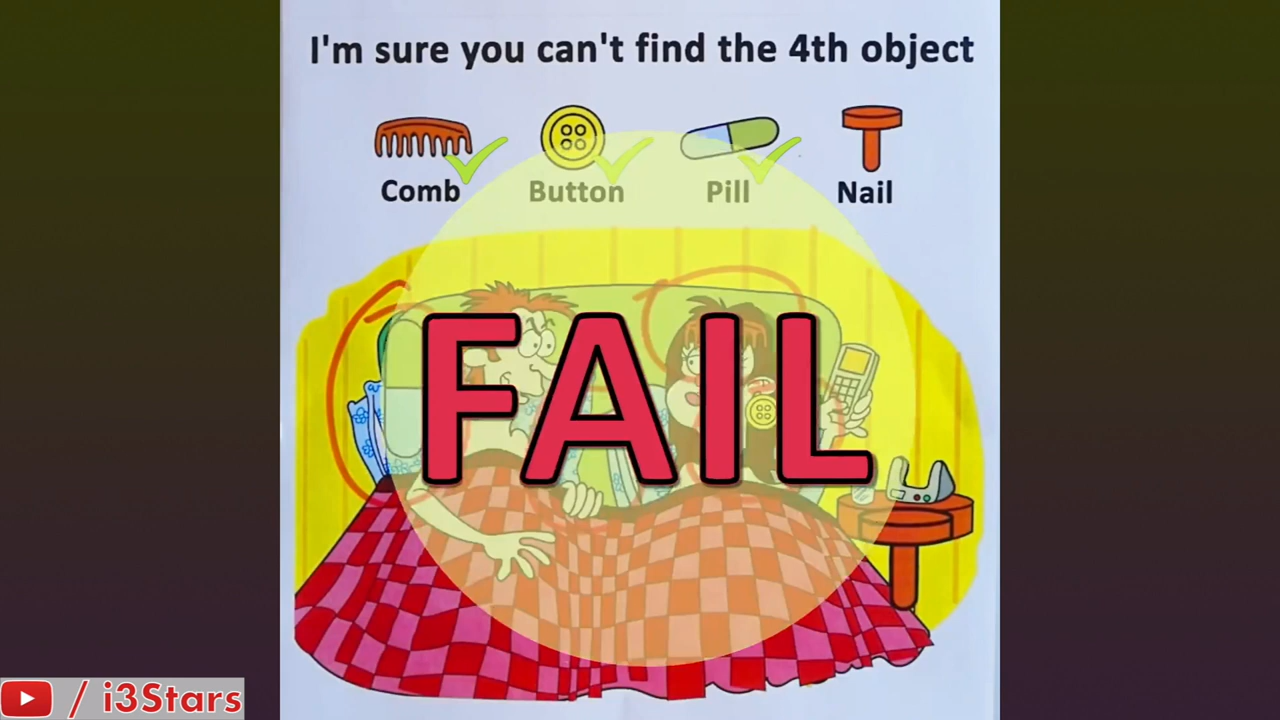 I'm sure you can't find the 4th object
Comb Button Pill Nail
FAIL
/ i3Stars